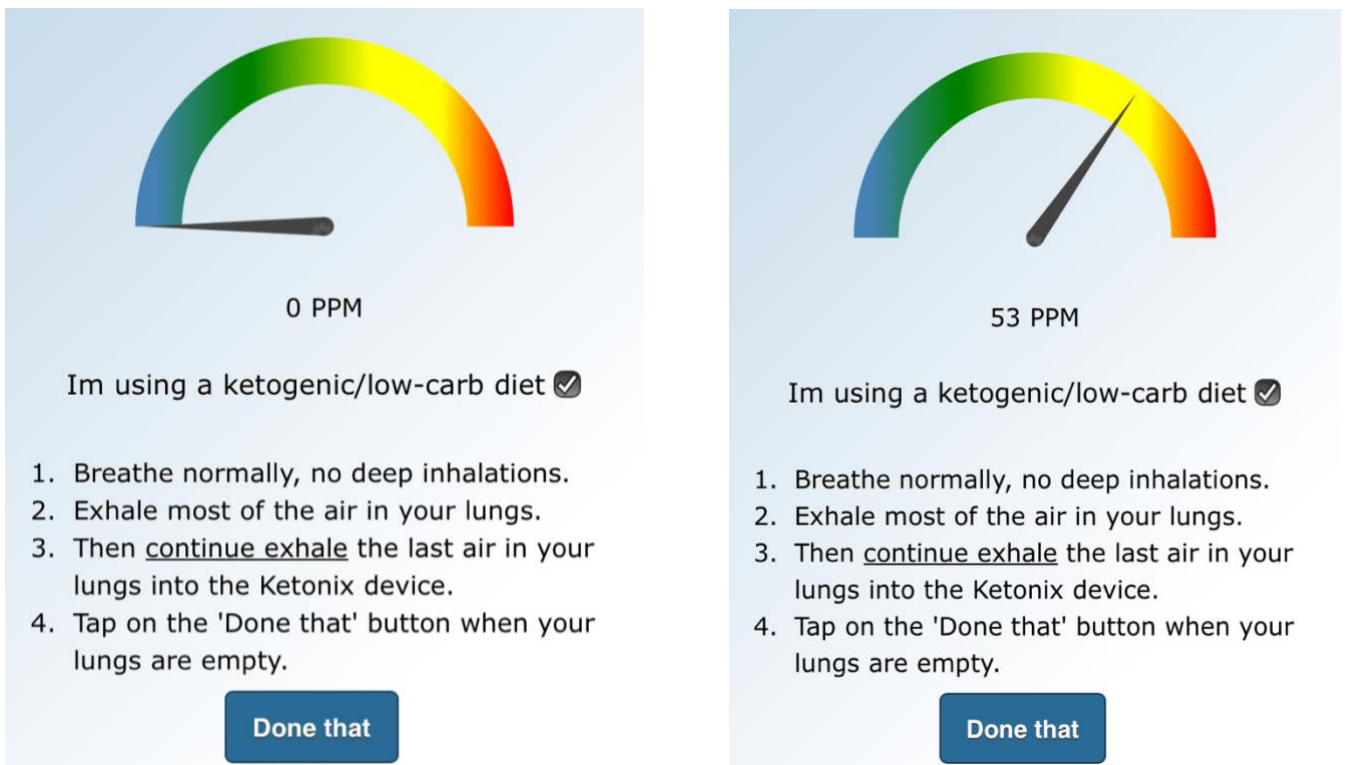 0 PPM
Im using a ketogenic/low-carb diet
1. Breathe normally, no deep inhalations.
2. Exhale most of the air in your lungs.
3. Then continue exhale the last air in your
lungs into the Ketonix device.
4. Tap on the 'Done that' button when your
lungs are empty.
Done that
53 PPM
Im using a ketogenic/low-carb diet
1. Breathe normally, no deep inhalations.
2. Exhale most of the air in your lungs.
3. Then continue exhale the last air in your
lungs into the Ketonix device.
4. Tap on the 'Done that' button when your
lungs are empty.
Done that